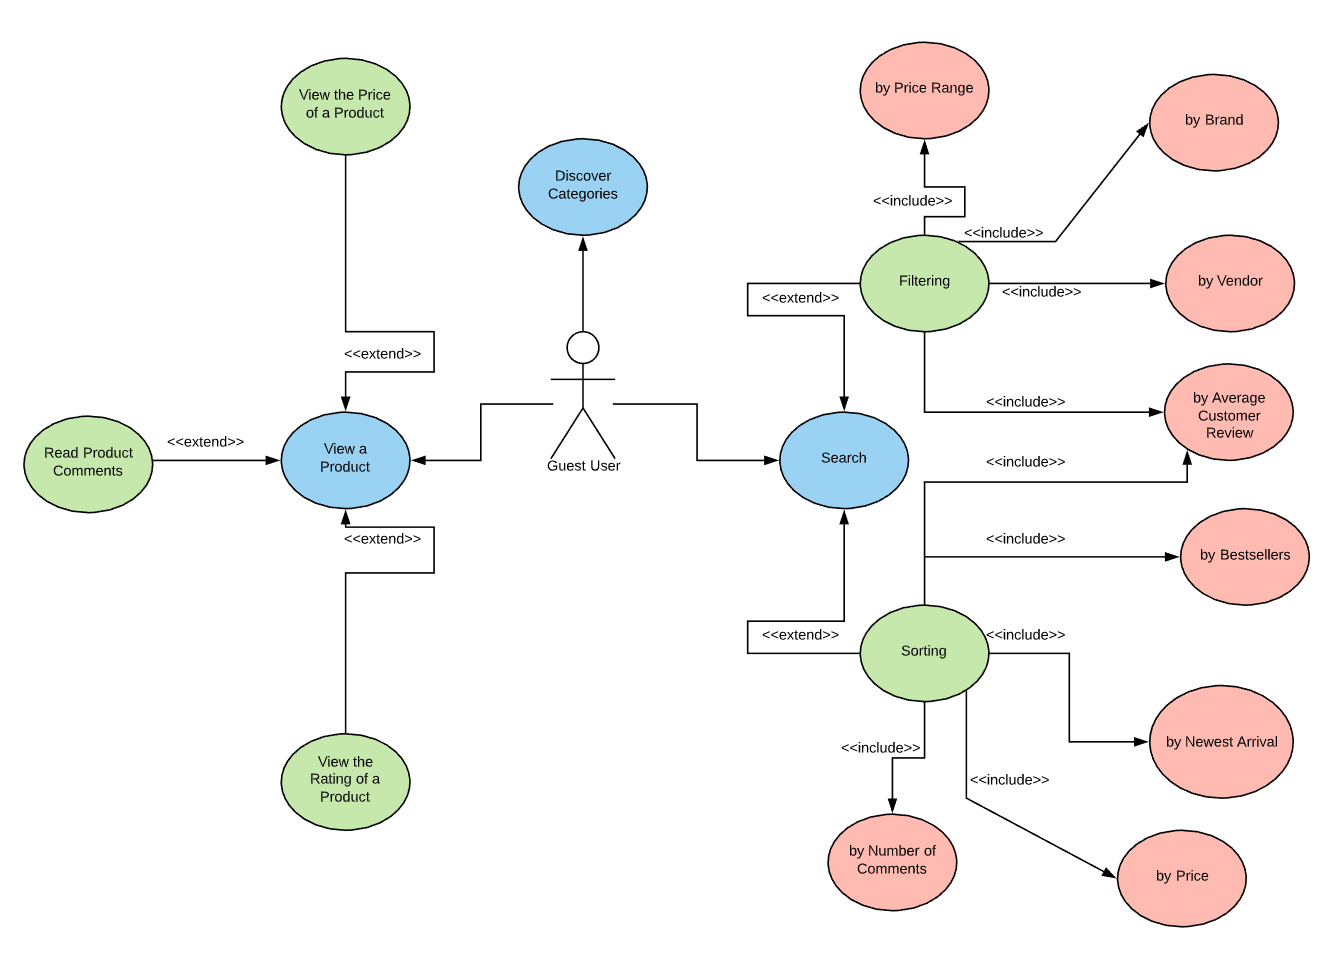 by Price Range
View the Price
of a Product
by Brand
Discover
Categories
<<include>>
<<include>>
Filtering
by Vendor
<<include>>
<<extend>>
<<extend>>
by Average
Customer
Review
<<include>>
Read Product
Comments
<<extend>>
View a
Product
Guest User
Search
<<include>>
<<extend>>
<<include>>
by Bestsellers
<<extend>>
Sorting
<<include>>
by Newest Arrival
<<include>>
View the
Rating of a
Product
<<include>>
by Number of
Comments
by Price